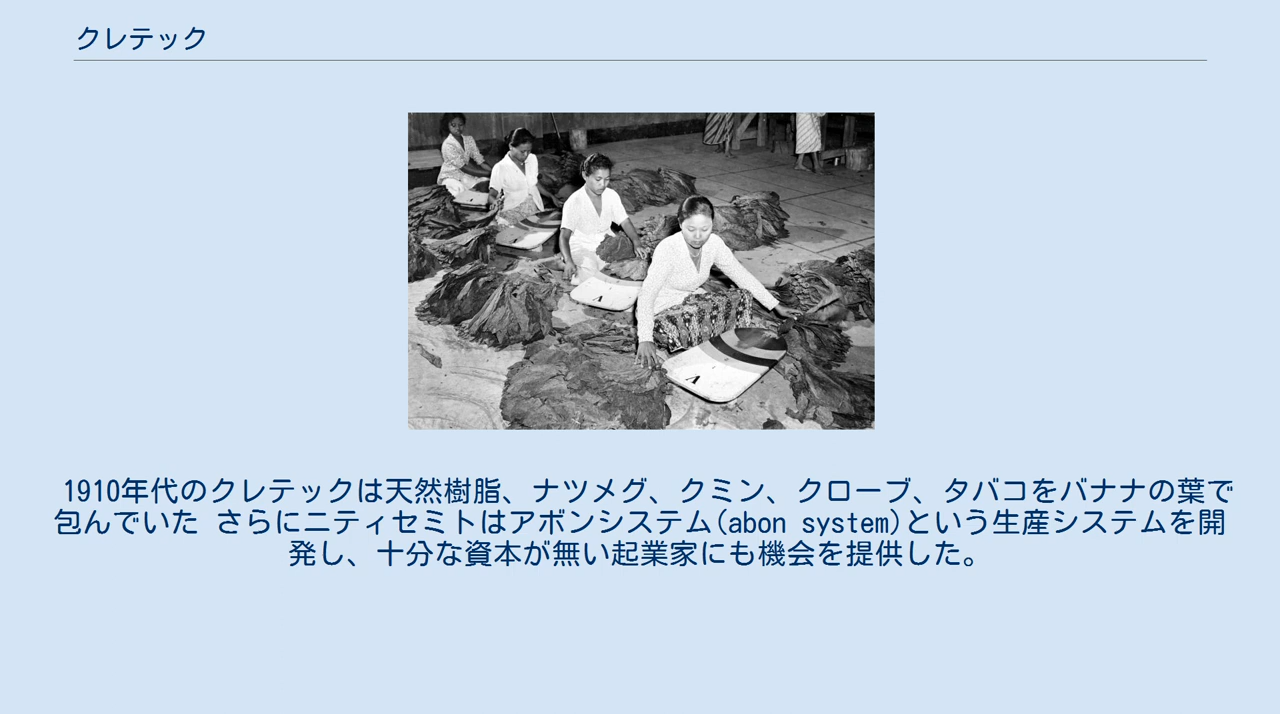 クレテック
1910年代のクレテックは天然樹脂、ナツメグ、クミン、クローブ、タバコをバナナの葉で
包んでいた さらにニティセミトはアボンシステム(abon system)という生産システムを開
発し、十分な資本が無い起業家にも機会を提供した。